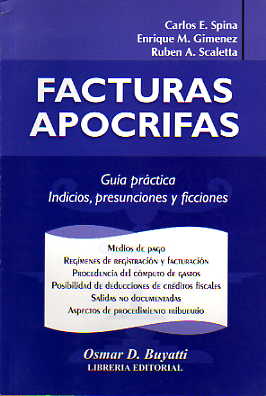 Carlos E. Spina
Enrique M. Gimenez
Ruben A. Scaletta
FACTURAS
APOCRIFAS
Guía práctica
Indicios, presunciones y ficciones
Medios de pago
Regímenes de registración y facturación
Procedencia del cómputo de gastos
Posibilidad de deducciones de créditos fiscales
Salidas no documentadas
Aspectos de procedimiento tributario
Osmar D. Buyatti
LIBRERIA EDITORIAL